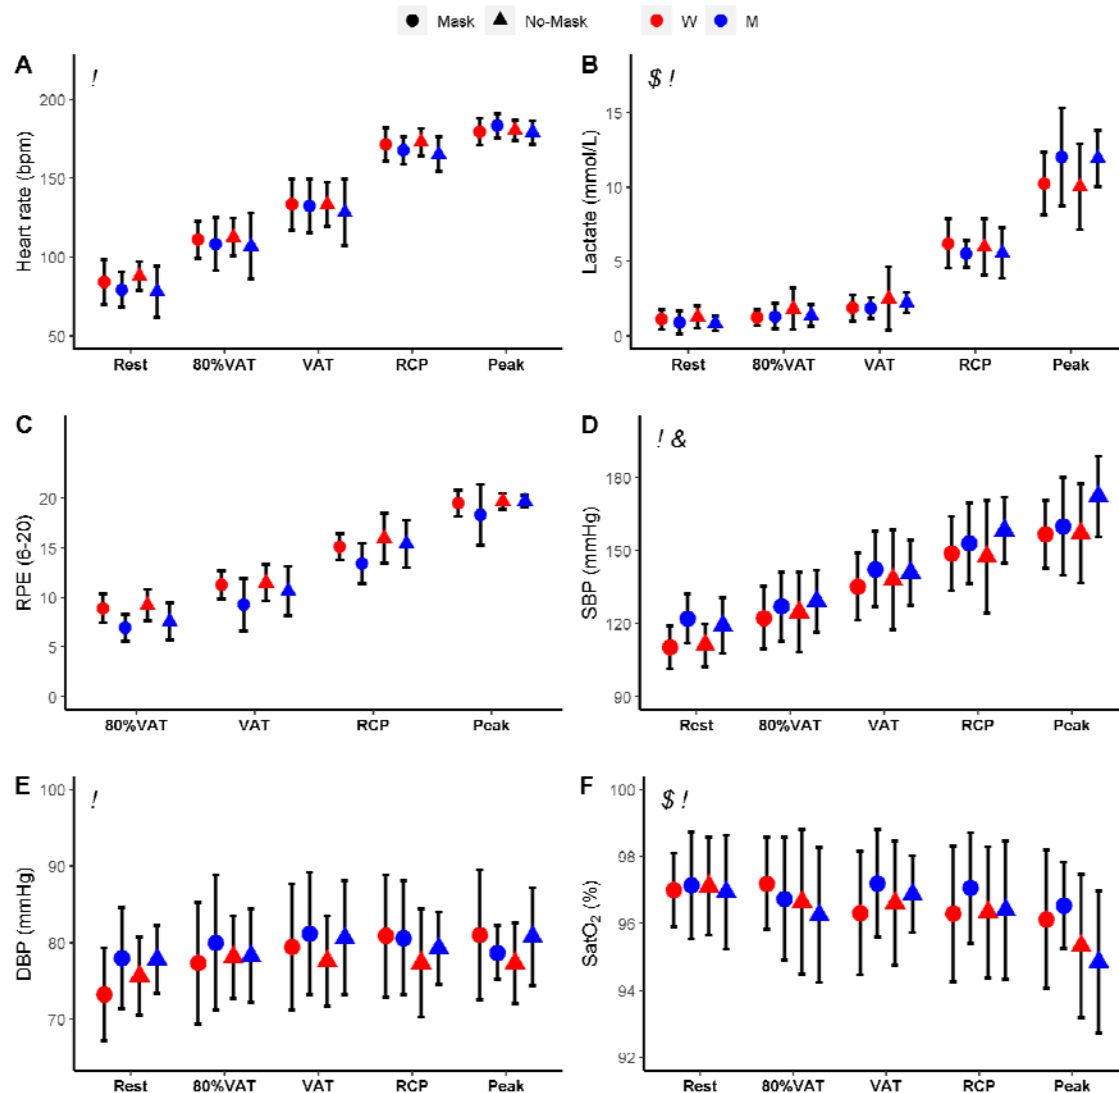 Mask No-Mask W M
A !
Heart rate (bpm)
200
150
100
50
Rest 80%VAT VAT RCP Peak
B $ !
Lactate (mmol/L)
15
10
5
0
Rest 80%VAT VAT RCP Peak
C
RPE (6-20)
20
15
10
5
0
80%VAT VAT RCP Peak
D ! &
SBP (mmHg)
180
150
120
90
Rest 80%VAT VAT RCP Peak
E !
DBP (mmHg)
100
90
80
70
Rest 80%VAT VAT RCP Peak
F $ !
SatO2 (%)
100
98
96
94
92
Rest 80%VAT VAT RCP Peak